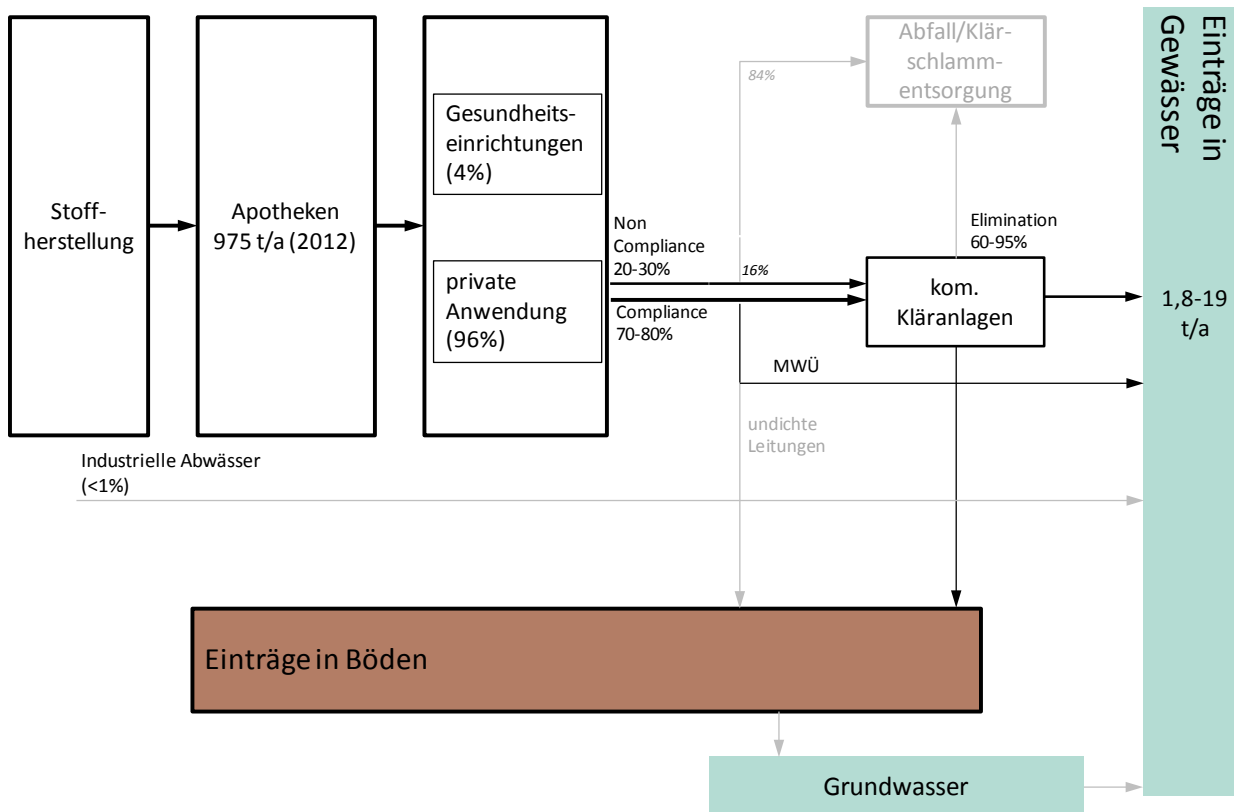 Stoff-
herstellung
Apotheken
975 t/a (2012)
Gesundheits-
einrichtungen
(4%)
private
Anwendung
(96%)
Non
Compliance
20-30%
Compliance
70-80%
84%
16%
Abfall/Klär-
schlamm-
entsorgung
Elimination
60-95%
kom.
Kläranlagen
MWÜ
undichte
Leitungen
Industrielle Abwässer
(<1%)
Einträge in
Gewässer
1,8-19
t/a
Einträge in Böden
Grundwasser